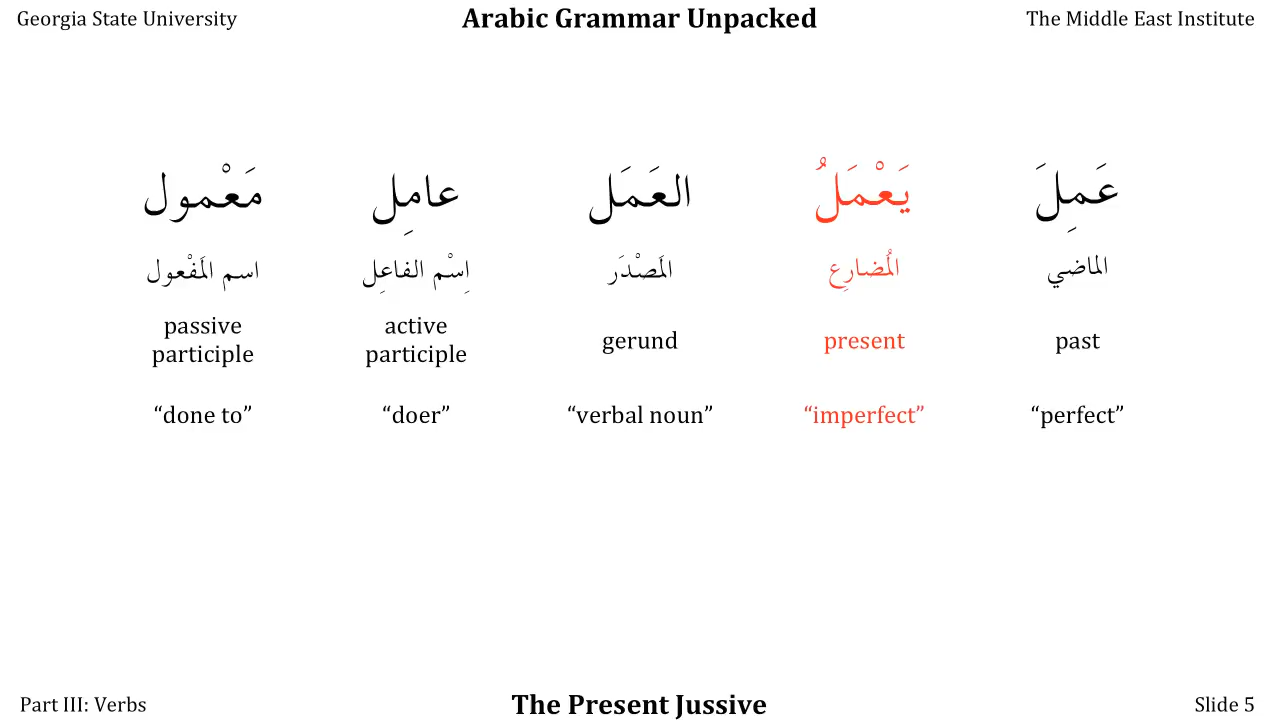 Georgia State University
Arabic Grammar Unpacked
The Middle East Institute
عَمِلَ
يَعْمَلُ
العَمَل
عامِل
مَعْمول
الماضي
المُضارِع
المَصْدَر
اِسْم الفاعِل
اسم المَفْعول
past
present
gerund
active
participle
passive
participle
“perfect”
“imperfect”
“verbal noun”
“doer”
“done to”
Part III: Verbs
The Present Jussive
Slide 5